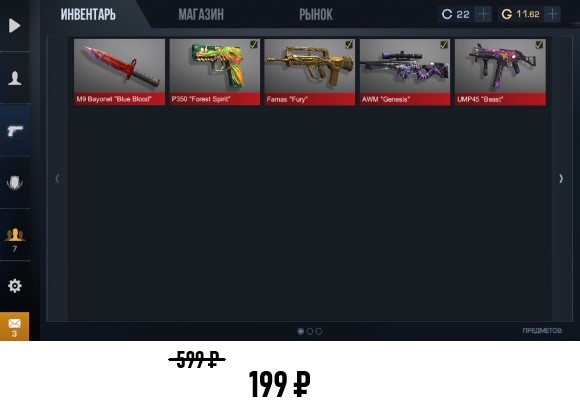 ИНВЕНТАРЬ МАГАЗИН РЫНОК C 22 + G 11.62 +
M9 Bayonet "Blue Blood" P350 "Forest Spirit" Famas "Fury" AWM "Genesis" UMP45 "Beast"
7
3
ПРЕДМЕТОВ:
599 ₽
199 ₽